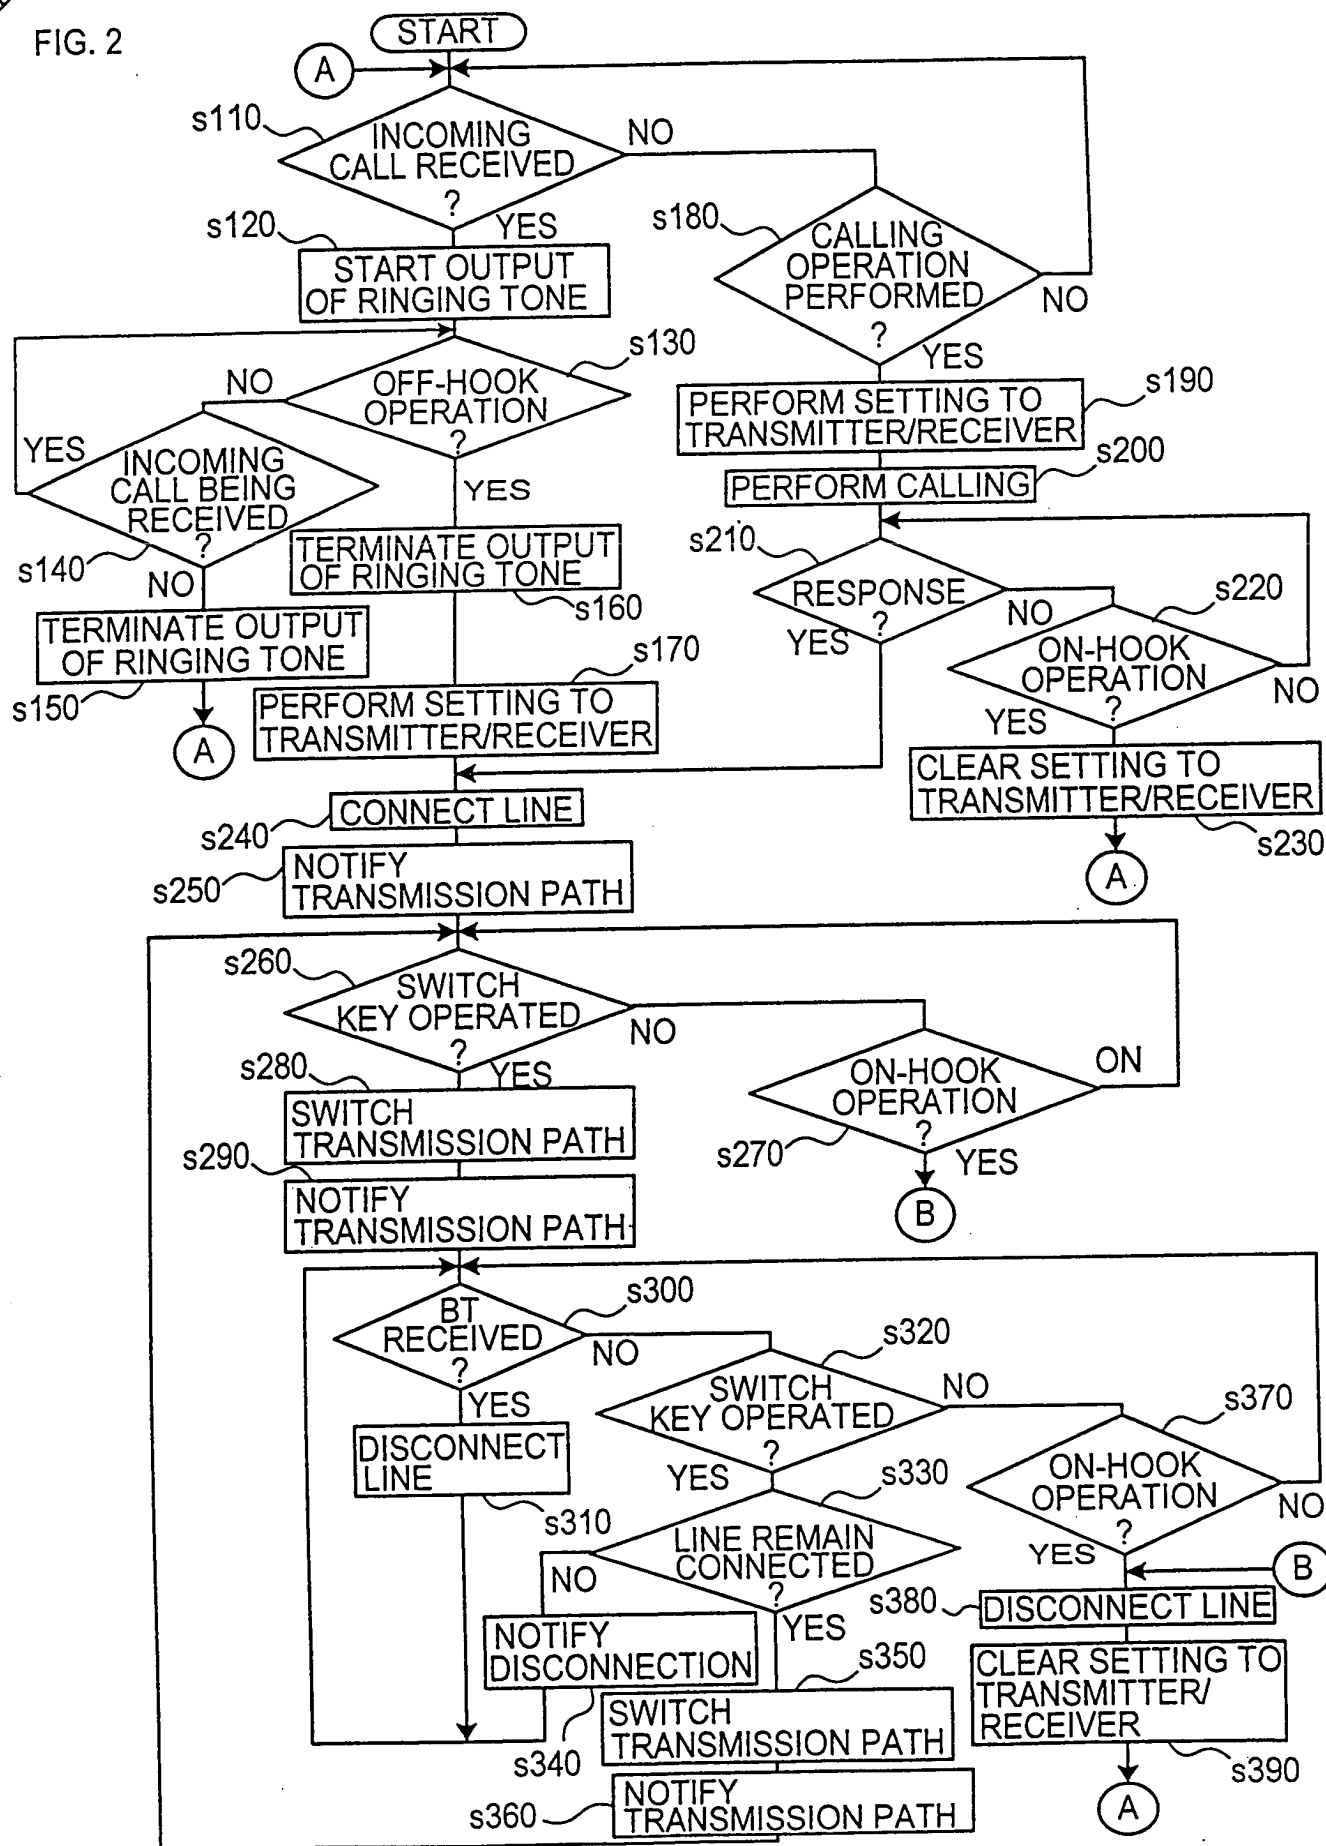 FIG. 2
START
A
s110
INCOMING
CALL RECEIVED
?
NO
YES
s120
START OUTPUT
OF RINGING TONE
s180
CALLING
OPERATION
PERFORMED
?
NO
YES
s130
OFF-HOOK
OPERATION
?
NO
YES
s190
PERFORM SETTING TO
TRANSMITTER/RECEIVER
s200
PERFORM CALLING
YES
INCOMING
CALL BEING
RECEIVED
?
s140
NO
TERMINATE OUTPUT
OF RINGING TONE
s160
s210
RESPONSE
?
NO
YES
s220
ON-HOOK
OPERATION
?
NO
YES
TERMINATE OUTPUT
OF RINGING TONE
s150
A
s170
PERFORM SETTING TO
TRANSMITTER/RECEIVER
CLEAR SETTING TO
TRANSMITTER/RECEIVER
s230
A
CONNECT LINE
s240
NOTIFY
TRANSMISSION PATH
s250
s260
SWITCH
KEY OPERATED
?
NO
YES
ON-HOOK
OPERATION
?
ON
s270
YES
B
s280
SWITCH
TRANSMISSION PATH
s290
NOTIFY
TRANSMISSION PATH
BT
RECEIVED
?
s300
NO
YES
s320
SWITCH
KEY OPERATED
?
NO
YES
s370
ON-HOOK
OPERATION
?
NO
YES
DISCONNECT
LINE
s310
s330
LINE REMAIN
CONNECTED
?
NO
YES
B
s380
DISCONNECT LINE
NOTIFY
DISCONNECTION
s340
s350
SWITCH
TRANSMISSION PATH
CLEAR SETTING TO
TRANSMITTER/
RECEIVER
s390
A
s360
NOTIFY
TRANSMISSION PATH